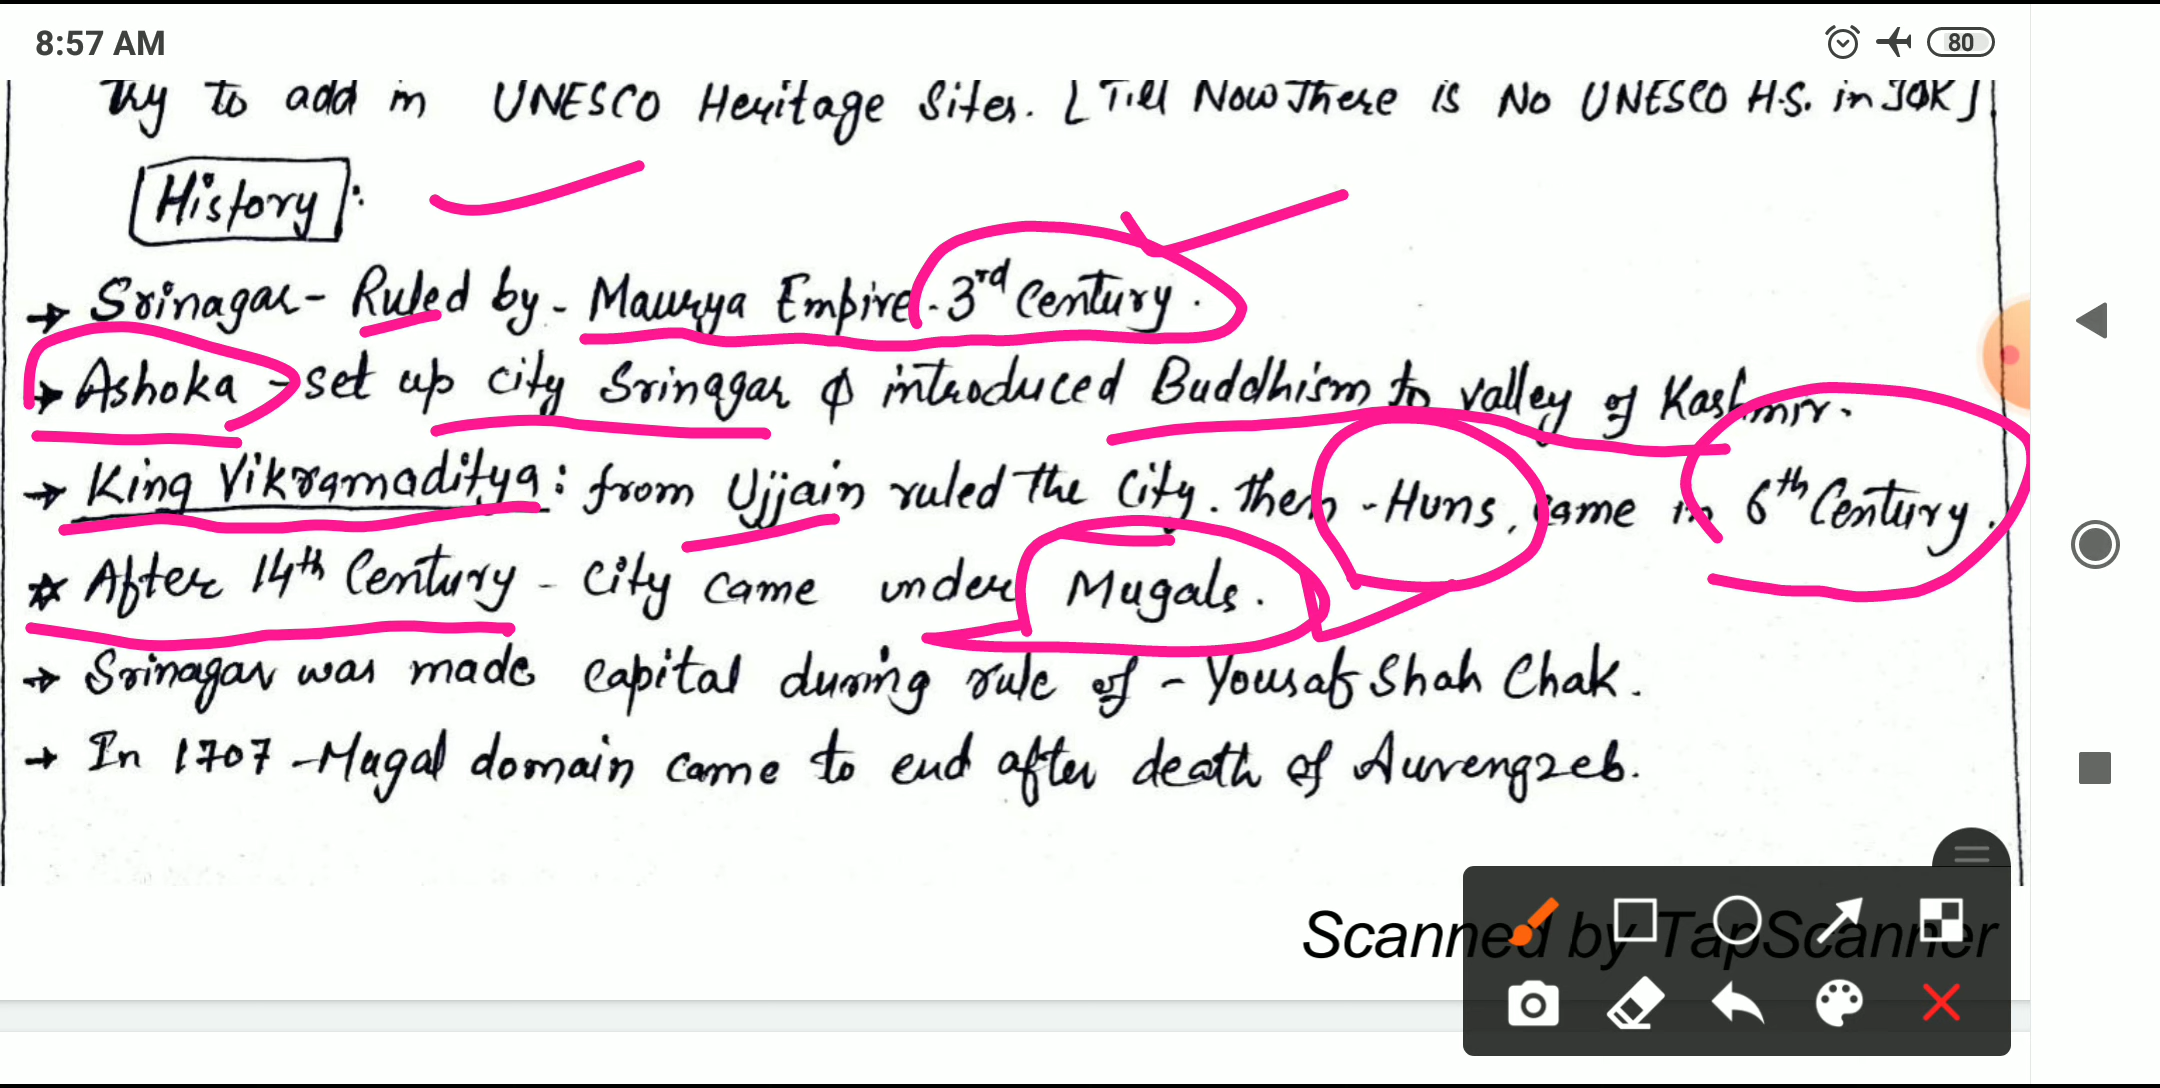 8:57 AM
80
Try to add in UNESCO Heritage Sites. [Till Now There is No UNESCO H.S. in J&K]
History :
→ Srinagar - Ruled by - Maurya Empire - 3rd Century.
→ Ashoka - set up city Srinagar & introduced Buddhism to valley of Kashmir.
→ King Vikramaditya : from Ujjain ruled the City. then - Huns, came in 6th Century.
☆ After 14th Century - City came under Mugals.
→ Srinagar was made capital during rule of - Yousaf Shah Chak.
→ In 1707 - Mugal domain came to end after death of Aurengzeb.
Scanned by TapScanner